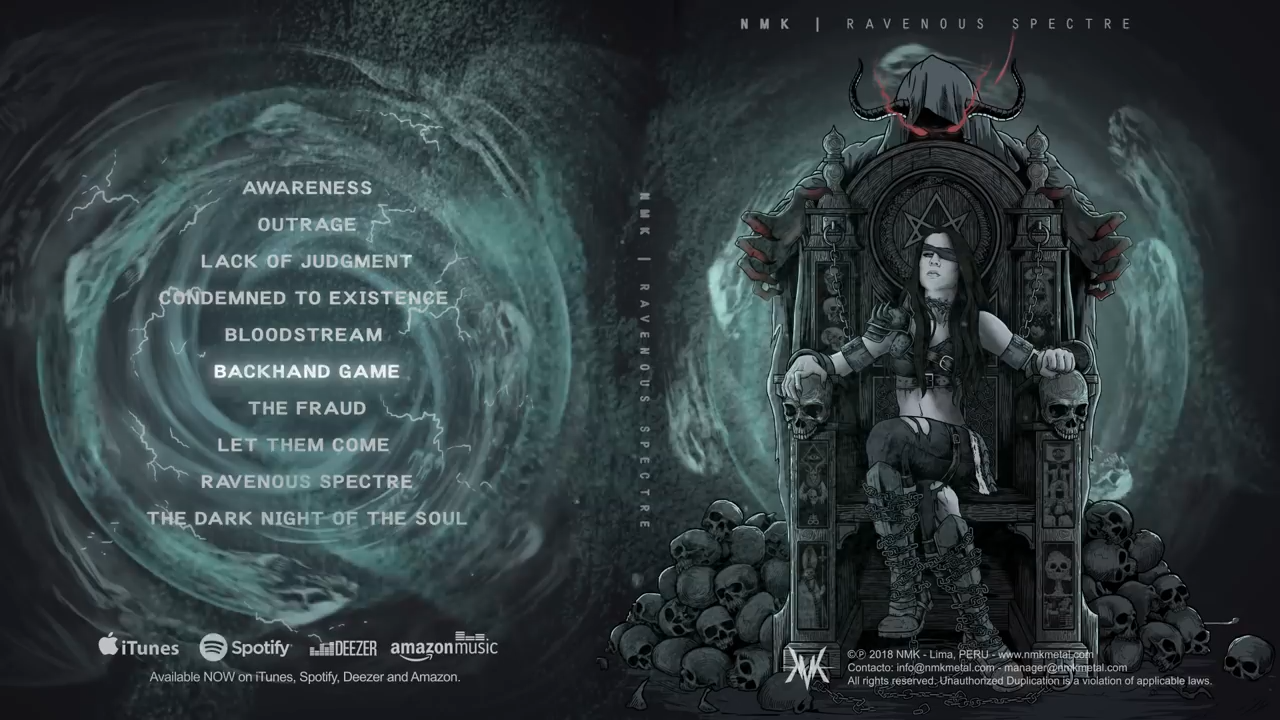 AWARENESS
OUTRAGE
LACK OF JUDGMENT
CONDEMNED TO EXISTENCE
BLOODSTREAM
BACKHAND GAME
THE FRAUD
LET THEM COME
RAVENOUS SPECTRE
THE DARK NIGHT OF THE SOUL
iTunes Spotify DEEZER amazon music
Available NOW on iTunes, Spotify, Deezer and Amazon.
NMK | RAVENOUS SPECTRE
NMK | RAVENOUS SPECTRE
NMK
©℗ 2018 NMK - Lima, PERU - www.nmkmetal.com
Contacto: info@nmkmetal.com - manager@nmkmetal.com
All rights reserved. Unauthorized Duplication is a violation of applicable laws.